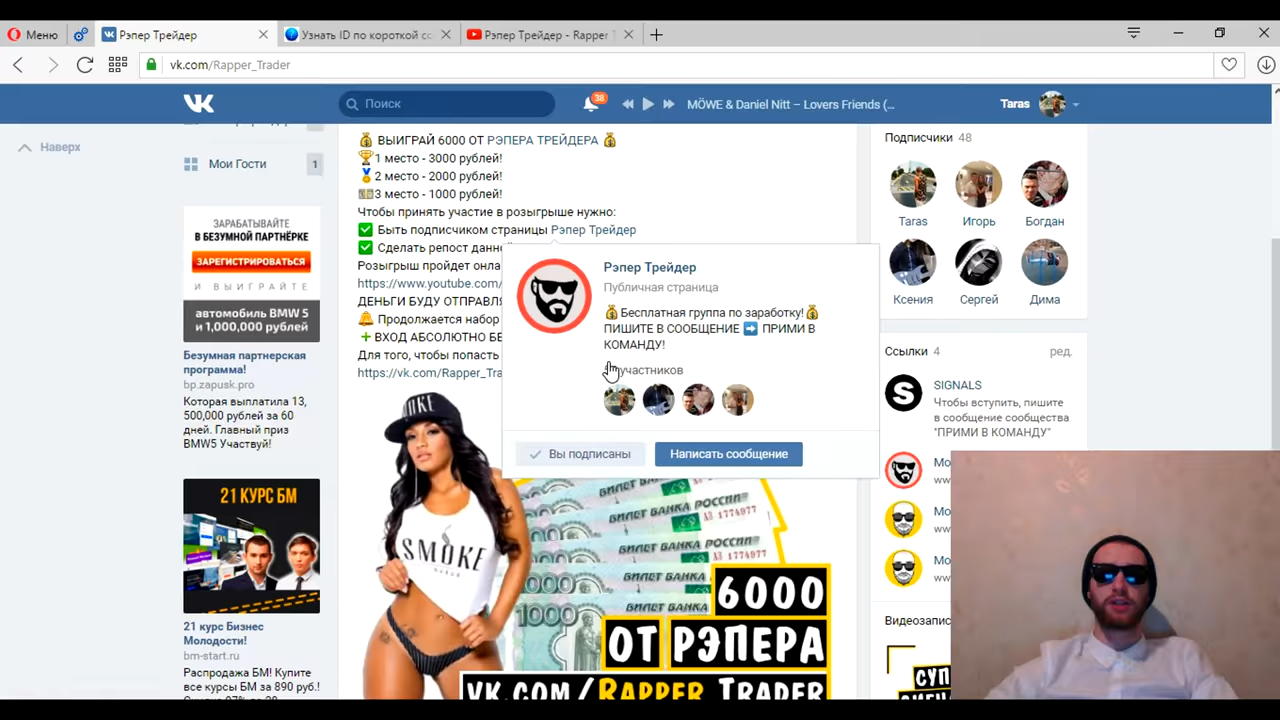 Меню
Рэпер Трейдер
Узнать ID по короткой сс
Рэпер Трейдер - Rapper T
vk.com/Rapper_Trader
Поиск
38
MÖWE & Daniel Nitt – Lovers Friends (...
Taras
Наверх
Мои Гости
1
ЗАРАБАТЫВАЙТЕ
В БЕЗУМНОЙ ПАРТНЁРКЕ
ЗАРЕГИСТРИРОВАТЬСЯ
И ВЫИГРАЙТЕ
АВТОМОБИЛЬ BMW 5
И 1,000,000 РУБЛЕЙ
Безумная партнерская
программа!
bp.zapusk.pro
Которая выплатила 13,
500,000 рублей за 60
дней. Главный приз
BMW5 Участвуй!
21 КУРС БМ
21 курс Бизнес
Молодости!
bm-start.ru
Распродажа БМ! Купите
все курсы БМ за 890 руб.!
💰 ВЫИГРАЙ 6000 ОТ РЭПЕРА ТРЕЙДЕРА 💰
🏆1 место - 3000 рублей!
🏅2 место - 2000 рублей!
💵3 место - 1000 рублей!
Чтобы принять участие в розыгрыше нужно:
✅ Быть подписчиком страницы Рэпер Трейдер
✅ Сделать репост
Розыгрыш пройдет
https://www.youtube.com/
ДЕНЬГИ БУДУ
🔔 Продолжается набор
➕ ВХОД АБСОЛЮТНО
Для того, чтобы попасть
https://vk.com/Rapper_Tra
Рэпер Трейдер
Публичная страница
💰Бесплатная группа по заработку!💰
ПИШИТЕ В СООБЩЕНИЕ ➡ ПРИМИ В
КОМАНДУ!
участников
Вы подписаны
Написать сообщение
SMOKE
БИЛЕТ БАНКА РОССИИ
АЗ 1774977
БИЛЕТ БАНКА
1000
6000
ОТ РЭПЕРА
VK.COM/RAPPER_TRADER
Подписчики 48
Taras
Игорь
Богдан
Ксения
Сергей
Дима
Ссылки 4
ред.
S
SIGNALS
Чтобы вступить, пишите
в сообщение сообщества
"ПРИМИ В КОМАНДУ"
Мо
Мо
Мо
Видеозапис